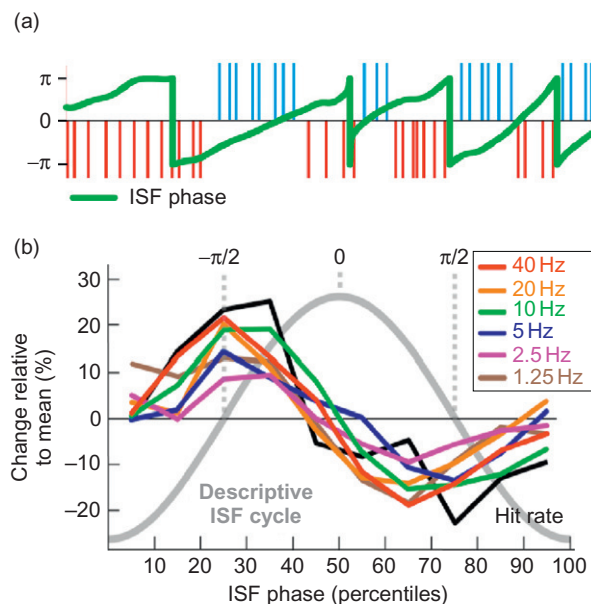 (a)
π
0
−π
ISF phase
(b)
−π/2
0
π/2
40 Hz
20 Hz
10 Hz
5 Hz
2.5 Hz
1.25 Hz
30
20
10
0
−10
−20
Change relative
to mean (%)
Descriptive
ISF cycle
Hit rate
10 20 30 40 50 60 70 80 90 100
ISF phase (percentiles)